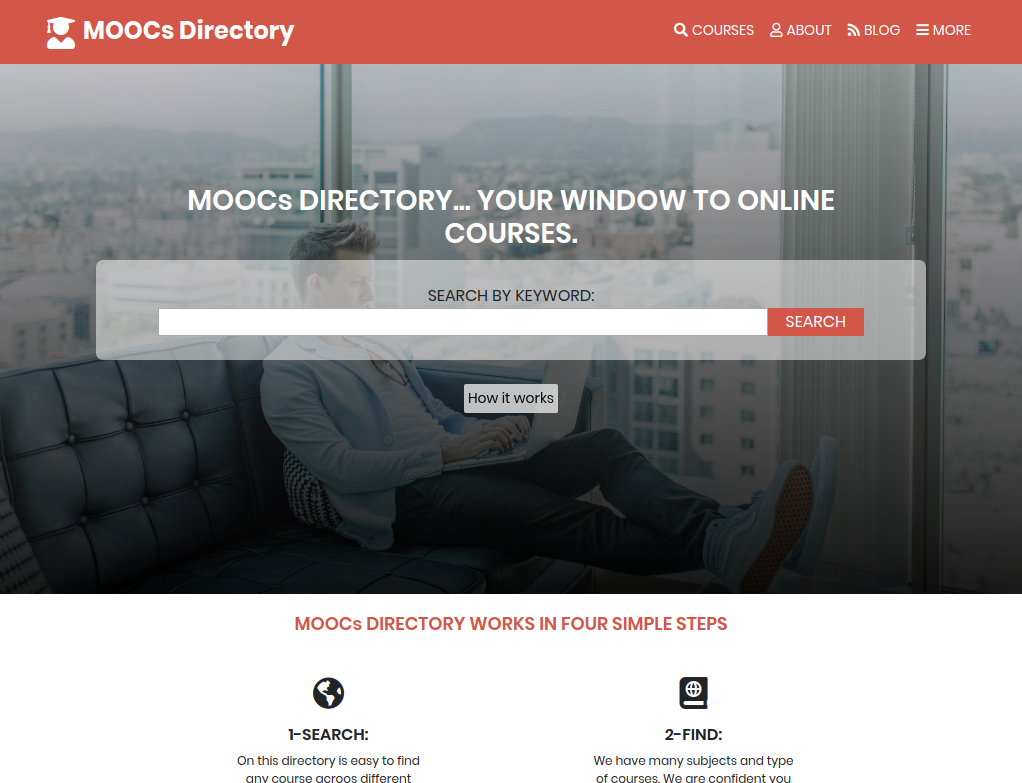 MOOCs Directory
COURSES ABOUT BLOG MORE
MOOCs DIRECTORY... YOUR WINDOW TO ONLINE
COURSES.
SEARCH BY KEYWORD:
SEARCH
How it works
MOOCs DIRECTORY WORKS IN FOUR SIMPLE STEPS
1-SEARCH:
On this directory is easy to find
any course acroos different
2-FIND:
We have many subjects and type
of courses. We are confident you